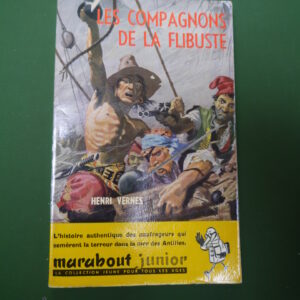 LES COMPAGNONS
DE LA FLIBUSTE
HENRI VERNES
L'histoire authentique des naufrageurs qui
semèrent la terreur dans la mer des Antilles.
marabout junior
LA COLLECTION JEUNE POUR TOUS LES AGES